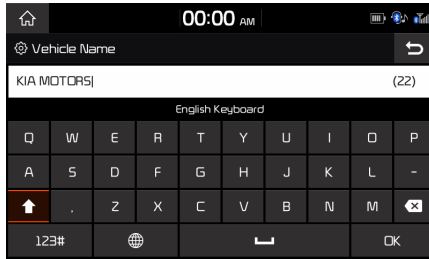 00:00 AM
Vehicle Name
KIA MOTORS (22)
English Keyboard
Q W E R T Y U I O P
A S D F G H J K L -
, Z X C V B N M
123# OK